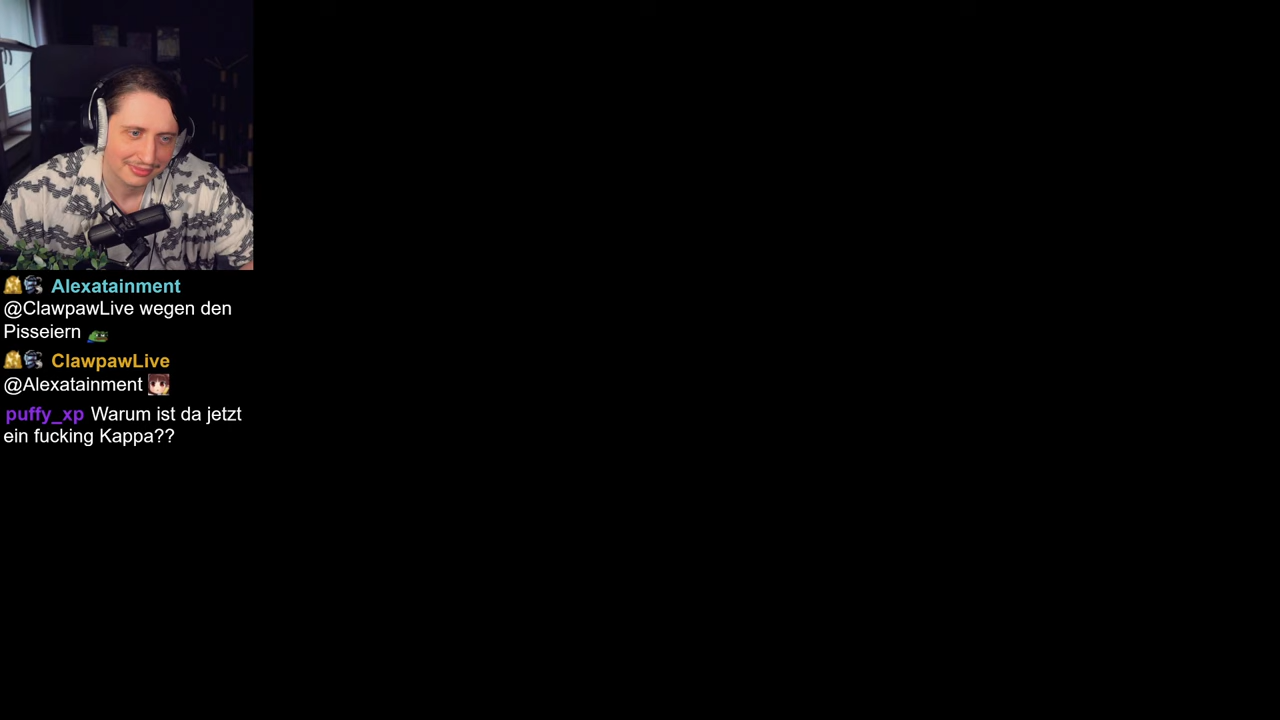 Alexatainment
@ClawpawLive wegen den
Pisseiern
ClawpawLive
@Alexatainment
puffy_xp Warum ist da jetzt
ein fucking Kappa??